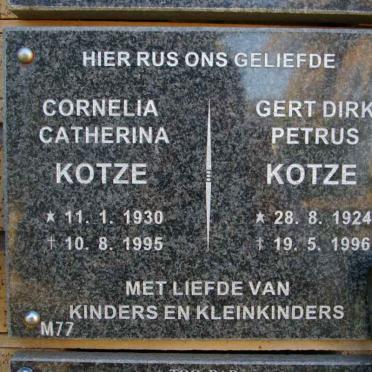 HIER RUS ONS GELIEFDE
CORNELIA
CATHERINA
KOTZE
★ 11. 1. 1930
† 10. 8. 1995
GERT DIRK
PETRUS
KOTZE
★ 28. 8. 1924
† 19. 5. 1996
MET LIEFDE VAN
KINDERS EN KLEINKINDERS
M77